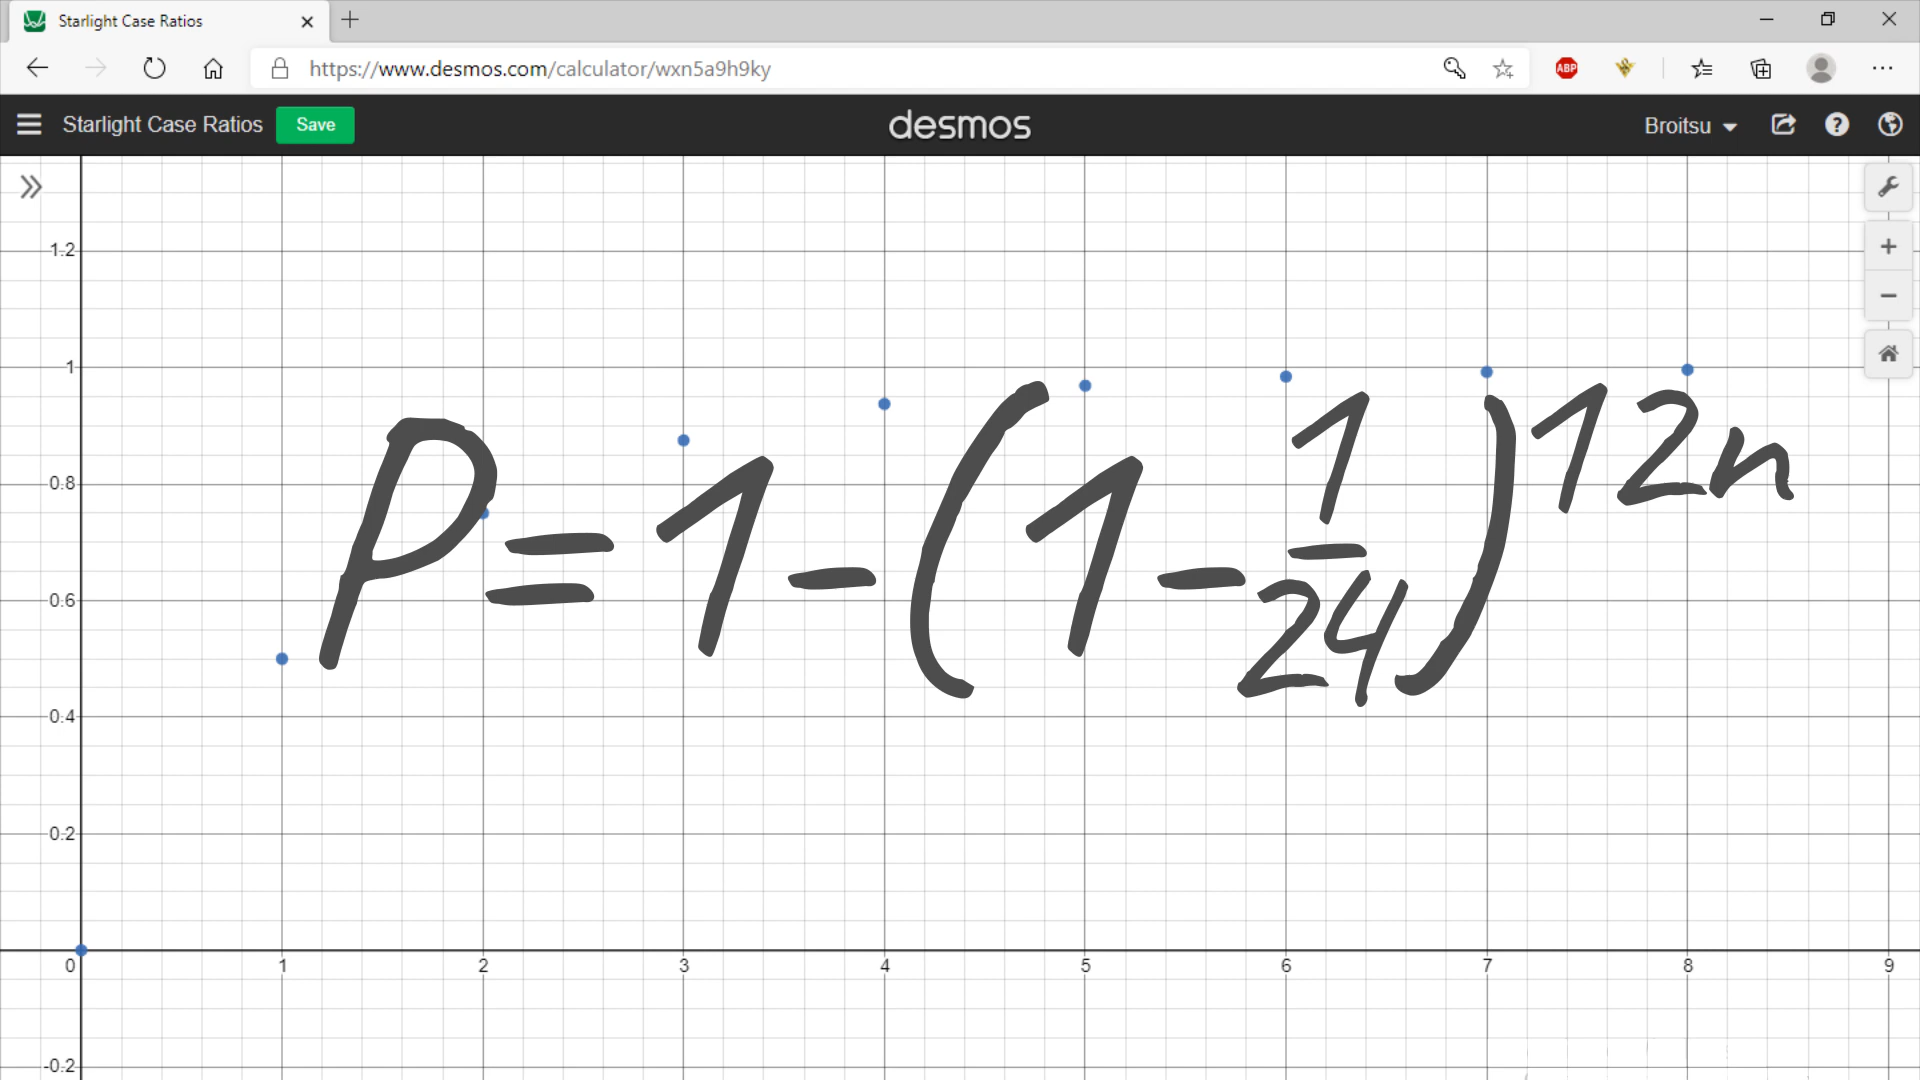 Starlight Case Ratios
https://www.desmos.com/calculator/wxn5a9h9ky
ABP
Starlight Case Ratios
Save
desmos
Broitsu
1.2
1
0.8
0.6
0.4
0.2
0
-0.2
1 2 3 4 5 6 7 8 9
P=1-(1-1/24)^12n